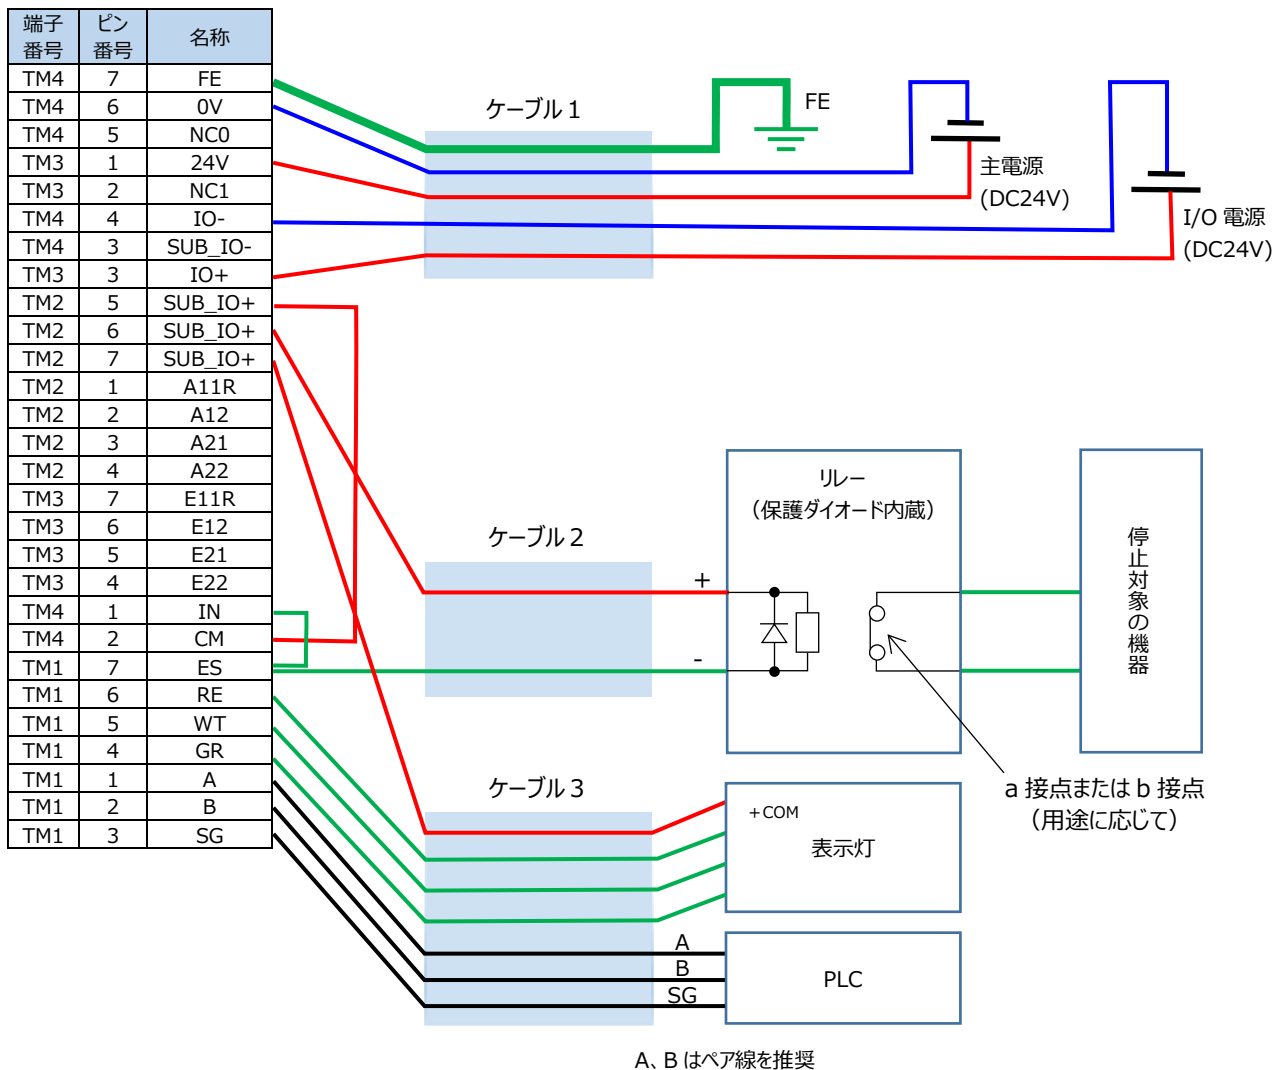 端子番号 ピン番号 名称
TM4 7 FE
TM4 6 0V
TM4 5 NC0
TM3 1 24V
TM3 2 NC1
TM4 4 IO-
TM4 3 SUB_IO-
TM3 3 IO+
TM2 5 SUB_IO+
TM2 6 SUB_IO+
TM2 7 SUB_IO+
TM2 1 A11R
TM2 2 A12
TM2 3 A21
TM2 4 A22
TM3 7 E11R
TM3 6 E12
TM3 5 E21
TM3 4 E22
TM4 1 IN
TM4 2 CM
TM1 7 ES
TM1 6 RE
TM1 5 WT
TM1 4 GR
TM1 1 A
TM1 2 B
TM1 3 SG
ケーブル 1
FE
主電源
(DC24V)
I/O 電源
(DC24V)
ケーブル 2
+
-
リレー
（保護ダイオード内蔵）
停止対象の機器
a 接点または b 接点
（用途に応じて）
ケーブル 3
+COM
表示灯
A
B
SG
PLC
A、B はペア線を推奨